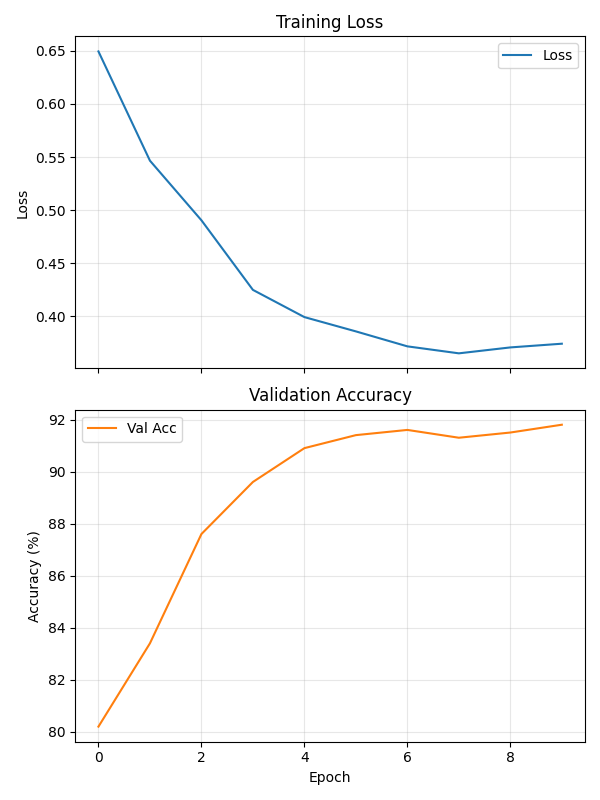 Training Loss
Loss
0.65
0.60
0.55
0.50
0.45
0.40
Loss
Validation Accuracy
Val Acc
92
90
88
86
84
82
80
Accuracy (%)
0 2 4 6 8
Epoch